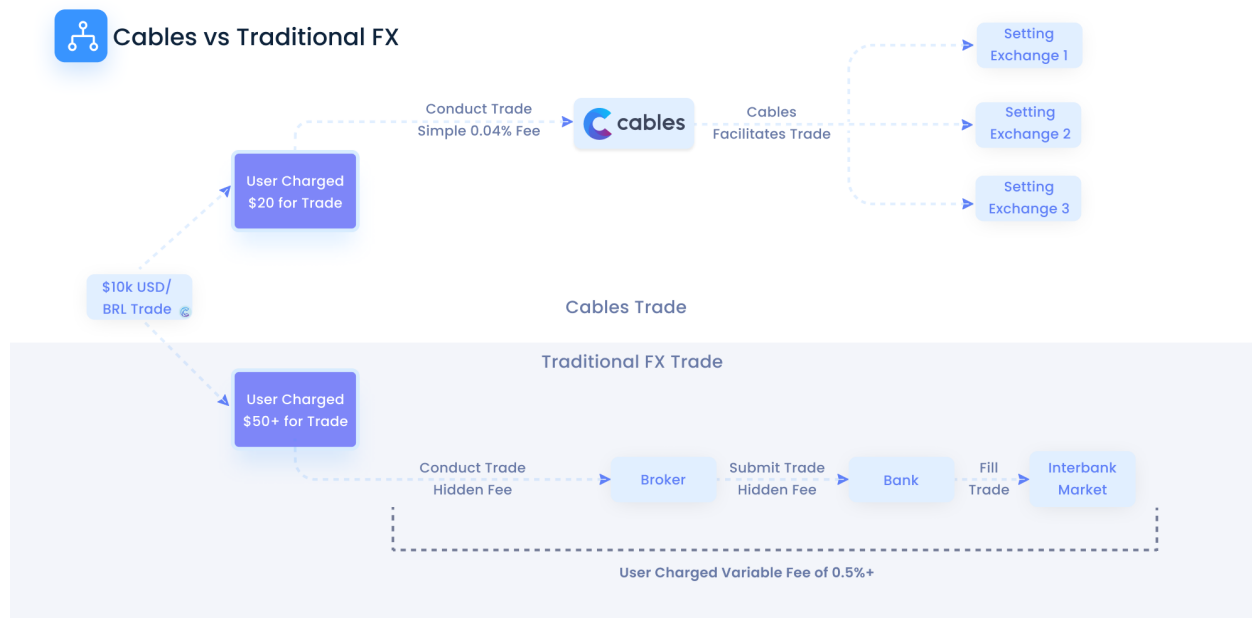 Cables vs Traditional FX
Setting
Exchange 1
Conduct Trade
Simple 0.04% Fee
cables
Cables
Facilitates Trade
Setting
Exchange 2
User Charged
$20 for Trade
Setting
Exchange 3
$10k USD/
BRL Trade
Cables Trade
Traditional FX Trade
User Charged
$50+ for Trade
Conduct Trade
Hidden Fee
Broker
Submit Trade
Hidden Fee
Bank
Fill
Trade
Interbank
Market
User Charged Variable Fee of 0.5%+